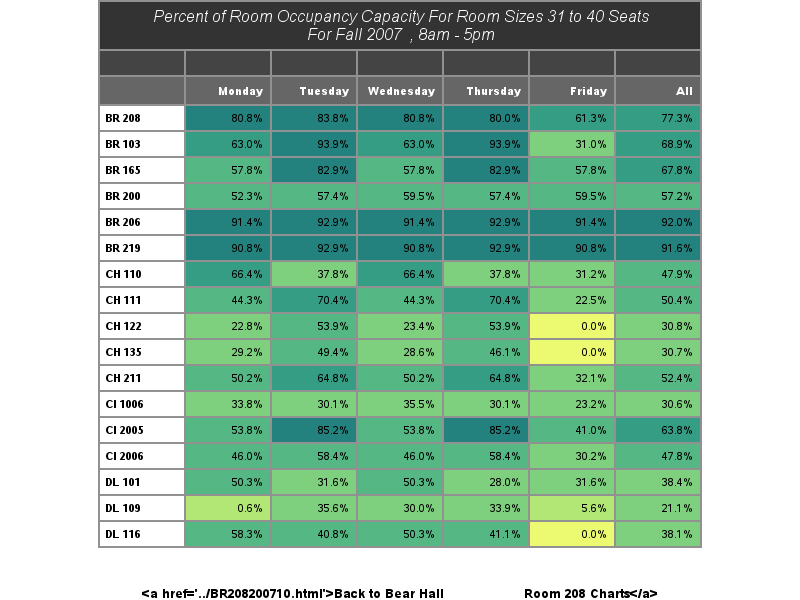 Percent of Room Occupancy Capacity For Room Sizes 31 to 40 Seats
For Fall 2007 , 8am - 5pm
Monday Tuesday Wednesday Thursday Friday All
BR 208 80.8% 83.8% 80.8% 80.0% 61.3% 77.3%
BR 103 63.0% 93.9% 63.0% 93.9% 31.0% 68.9%
BR 165 57.8% 82.9% 57.8% 82.9% 57.8% 67.8%
BR 200 52.3% 57.4% 59.5% 57.4% 59.5% 57.2%
BR 206 91.4% 92.9% 91.4% 92.9% 91.4% 92.0%
BR 219 90.8% 92.9% 90.8% 92.9% 90.8% 91.6%
CH 110 66.4% 37.8% 66.4% 37.8% 31.2% 47.9%
CH 111 44.3% 70.4% 44.3% 70.4% 22.5% 50.4%
CH 122 22.8% 53.9% 23.4% 53.9% 0.0% 30.8%
CH 135 29.2% 49.4% 28.6% 46.1% 0.0% 30.7%
CH 211 50.2% 64.8% 50.2% 64.8% 32.1% 52.4%
CI 1006 33.8% 30.1% 35.5% 30.1% 23.2% 30.6%
CI 2005 53.8% 85.2% 53.8% 85.2% 41.0% 63.8%
CI 2006 46.0% 58.4% 46.0% 58.4% 30.2% 47.8%
DL 101 50.3% 31.6% 50.3% 28.0% 31.6% 38.4%
DL 109 0.6% 35.6% 30.0% 33.9% 5.6% 21.1%
DL 116 58.3% 40.8% 50.3% 41.1% 0.0% 38.1%
<a href='../BR208200710.html'>Back to Bear Hall Room 208 Charts</a>